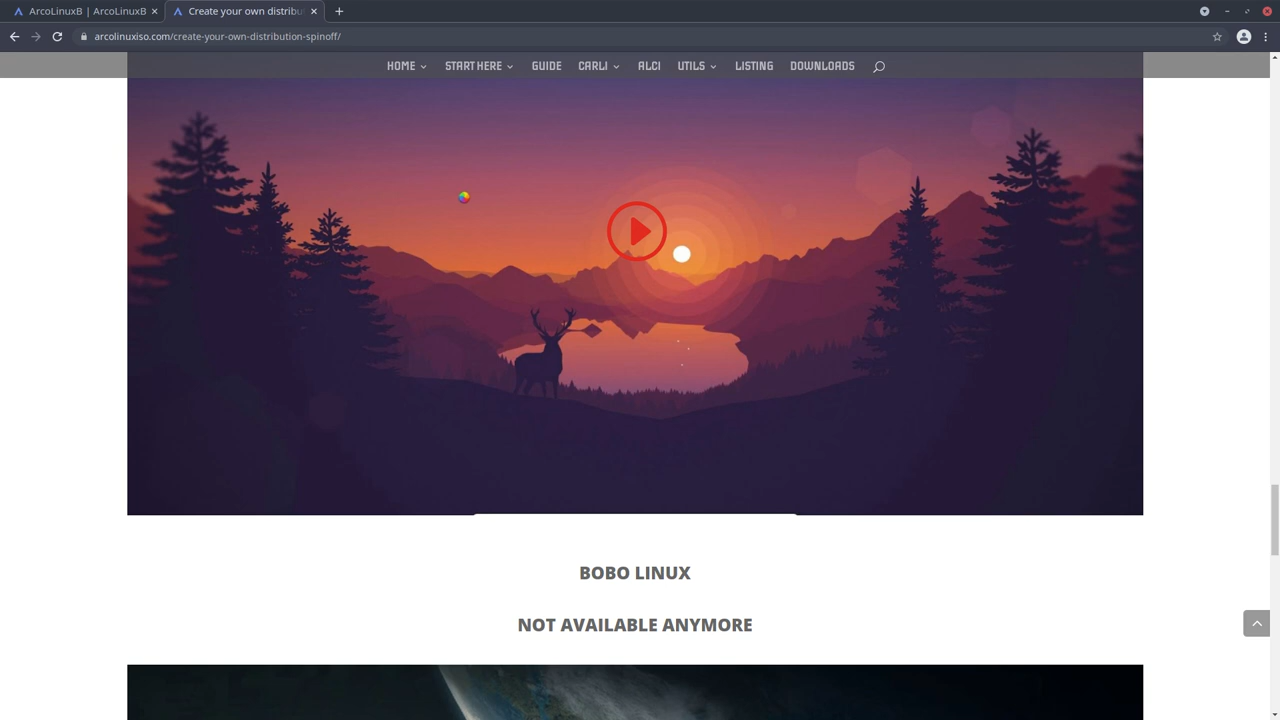 ArcoLinuxB | ArcoLinuxB
Create your own distribu
arcolinuxiso.com/create-your-own-distribution-spinoff/
HOME START HERE GUIDE CARLI ALCI UTILS LISTING DOWNLOADS
BOBO LINUX
NOT AVAILABLE ANYMORE